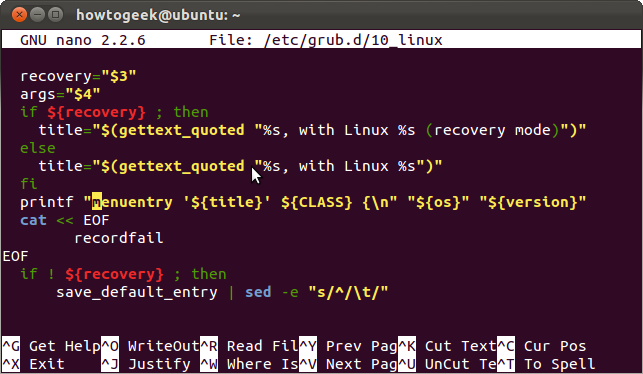 howtogeek@ubuntu: ~
GNU nano 2.2.6 File: /etc/grub.d/10_linux
recovery="$3"
args="$4"
if ${recovery} ; then
title="$(gettext_quoted "%s, with Linux %s (recovery mode)")"
else
title="$(gettext_quoted "%s, with Linux %s")"
fi
printf "menuentry '${title}' ${CLASS} {\n" "${os}" "${version}"
cat << EOF
recordfail
EOF
if ! ${recovery} ; then
save_default_entry | sed -e "s/^/\t/"
^G Get Help^O WriteOut^R Read Fil^Y Prev Pag^K Cut Text^C Cur Pos
^X Exit ^J Justify ^W Where Is^V Next Pag^U UnCut Te^T To Spell